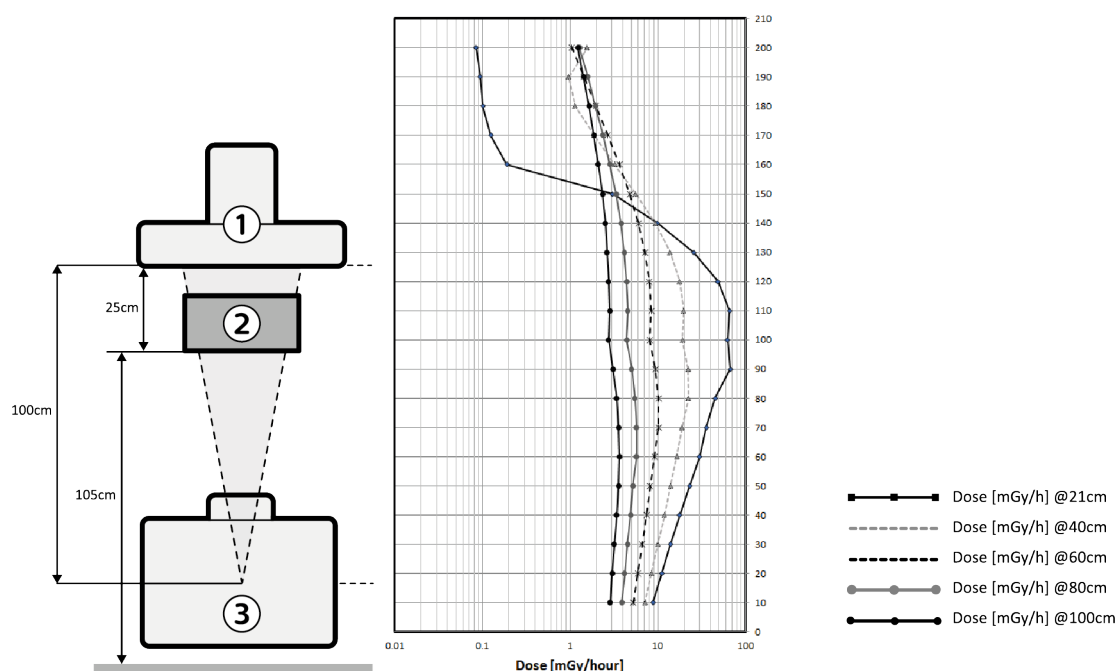 1
25cm
2
100cm
105cm
3
210
200
190
180
170
160
150
140
130
120
110
100
90
80
70
60
50
40
30
20
10
0
0.01 0.1 1 10 100
Dose [mGy/hour]
Dose [mGy/h] @21cm
Dose [mGy/h] @40cm
Dose [mGy/h] @60cm
Dose [mGy/h] @80cm
Dose [mGy/h] @100cm